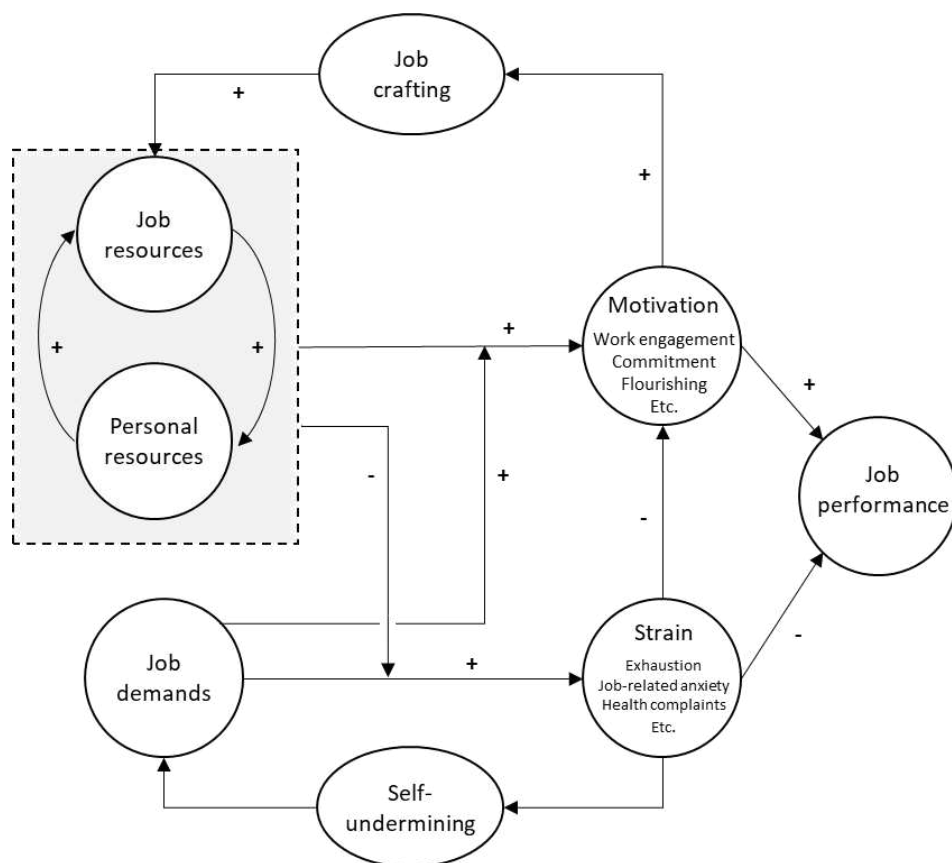 Job
crafting
+
+
Job
resources
+
+
Personal
resources
+
Motivation
Work engagement
Commitment
Flourishing
Etc.
+
-
+
Job
performance
-
-
Job
demands
+
Strain
Exhaustion
Job-related anxiety
Health complaints
Etc.
Self-
undermining